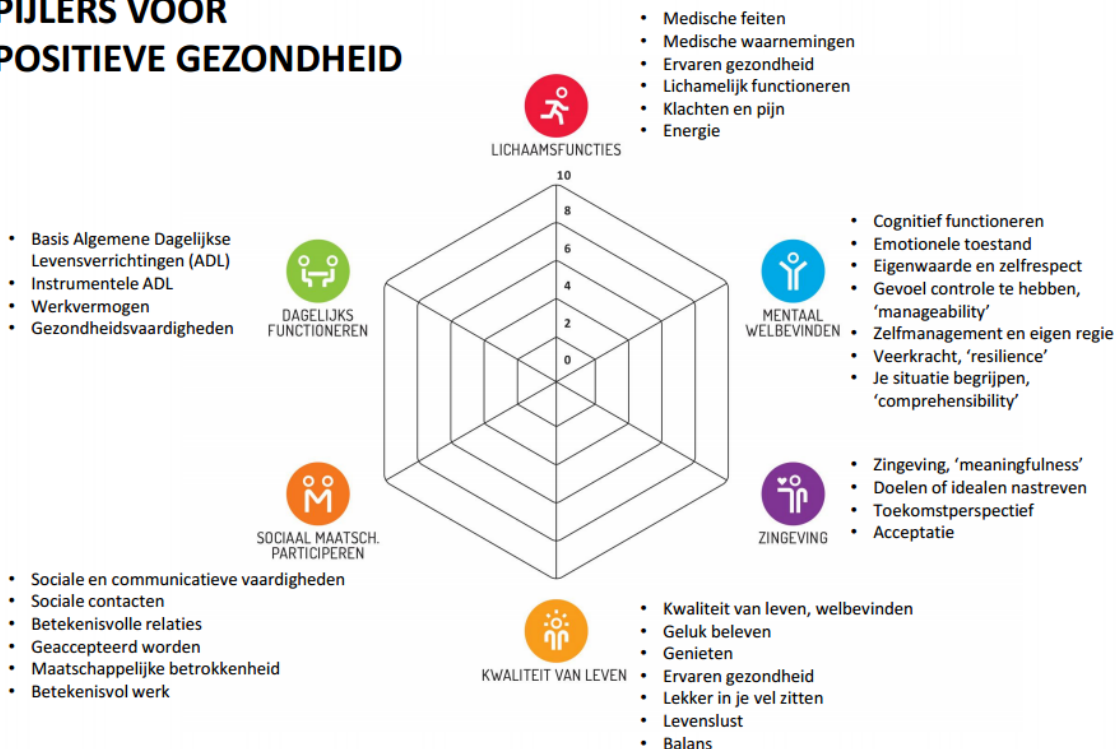 PIJLERS VOOR
POSITIEVE GEZONDHEID
• Medische feiten
• Medische waarnemingen
• Ervaren gezondheid
• Lichamelijk functioneren
• Klachten en pijn
• Energie
LICHAAMSFUNCTIES
10
8
6
4
2
0
• Basis Algemene Dagelijkse
Levensverrichtingen (ADL)
• Instrumentele ADL
• Werkvermogen
• Gezondheidsvaardigheden
DAGELIJKS
FUNCTIONEREN
MENTAAL
WELBEVINDEN
• Cognitief functioneren
• Emotionele toestand
• Eigenwaarde en zelfrespect
• Gevoel controle te hebben,
‘manageability’
• Zelfmanagement en eigen regie
• Veerkracht, ‘resilience’
• Je situatie begrijpen,
‘comprehensibility’
SOCIAAL MAATSCH.
PARTICIPEREN
ZINGEVING
• Zingeving, ‘meaningfulness’
• Doelen of idealen nastreven
• Toekomstperspectief
• Acceptatie
• Sociale en communicatieve vaardigheden
• Sociale contacten
• Betekenisvolle relaties
• Geaccepteerd worden
• Maatschappelijke betrokkenheid
• Betekenisvol werk
KWALITEIT VAN LEVEN
• Kwaliteit van leven, welbevinden
• Geluk beleven
• Genieten
• Ervaren gezondheid
• Lekker in je vel zitten
• Levenslust
• Balans